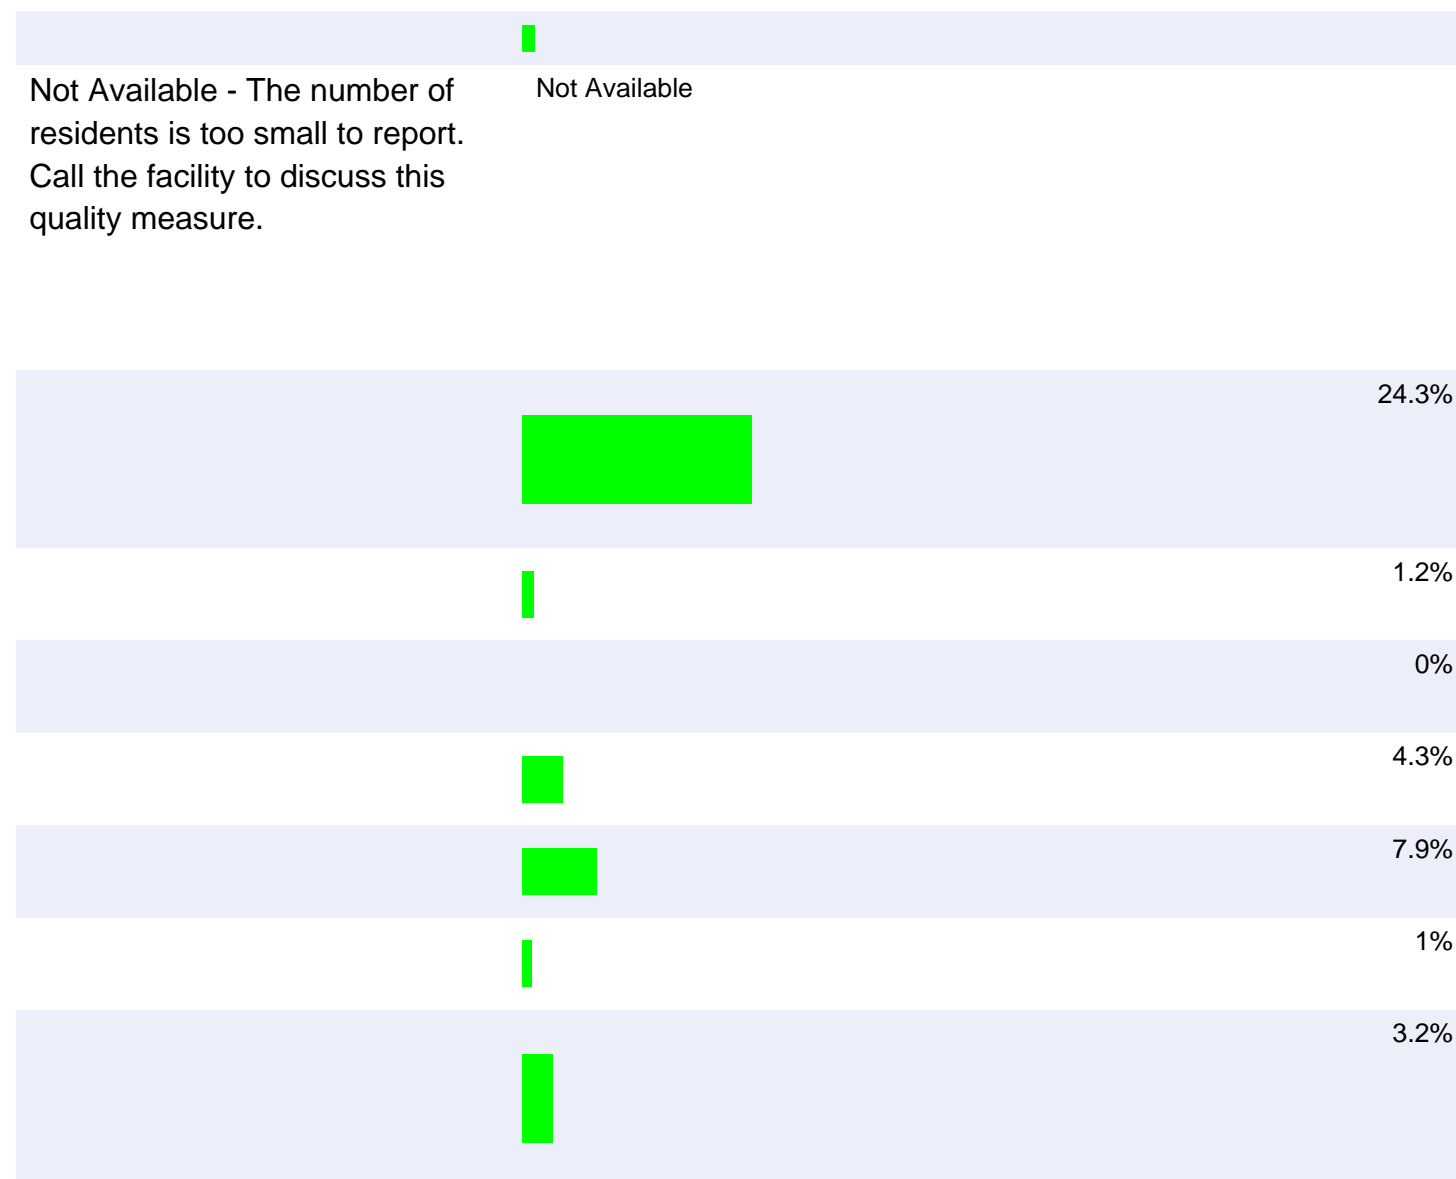 Not Available - The number of
residents is too small to report.
Call the facility to discuss this
quality measure.
Not Available
24.3%
1.2%
0%
4.3%
7.9%
1%
3.2%